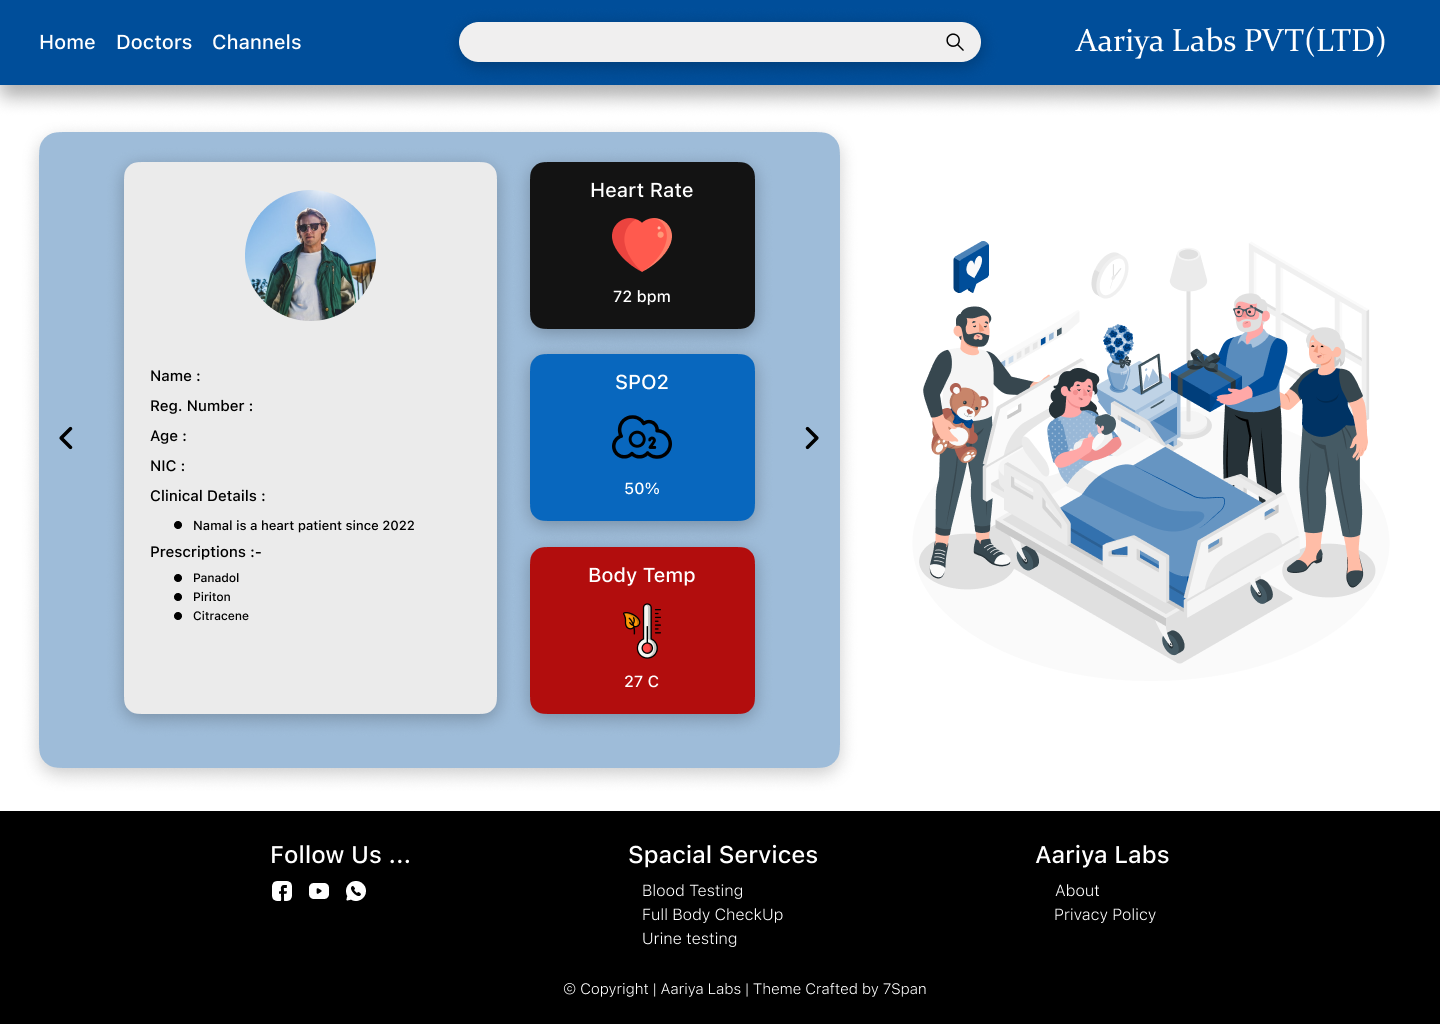 Home Doctors Channels
Aariya Labs PVT(LTD)
Name :
Reg. Number :
Age :
NIC :
Clinical Details :
Namal is a heart patient since 2022
Prescriptions :-
Panadol
Piriton
Citracene
Heart Rate
72 bpm
SPO2
O2
50%
Body Temp
27 C
Follow Us ...
Spacial Services
Blood Testing
Full Body CheckUp
Urine testing
Aariya Labs
About
Privacy Policy
© Copyright | Aariya Labs | Theme Crafted by 7Span